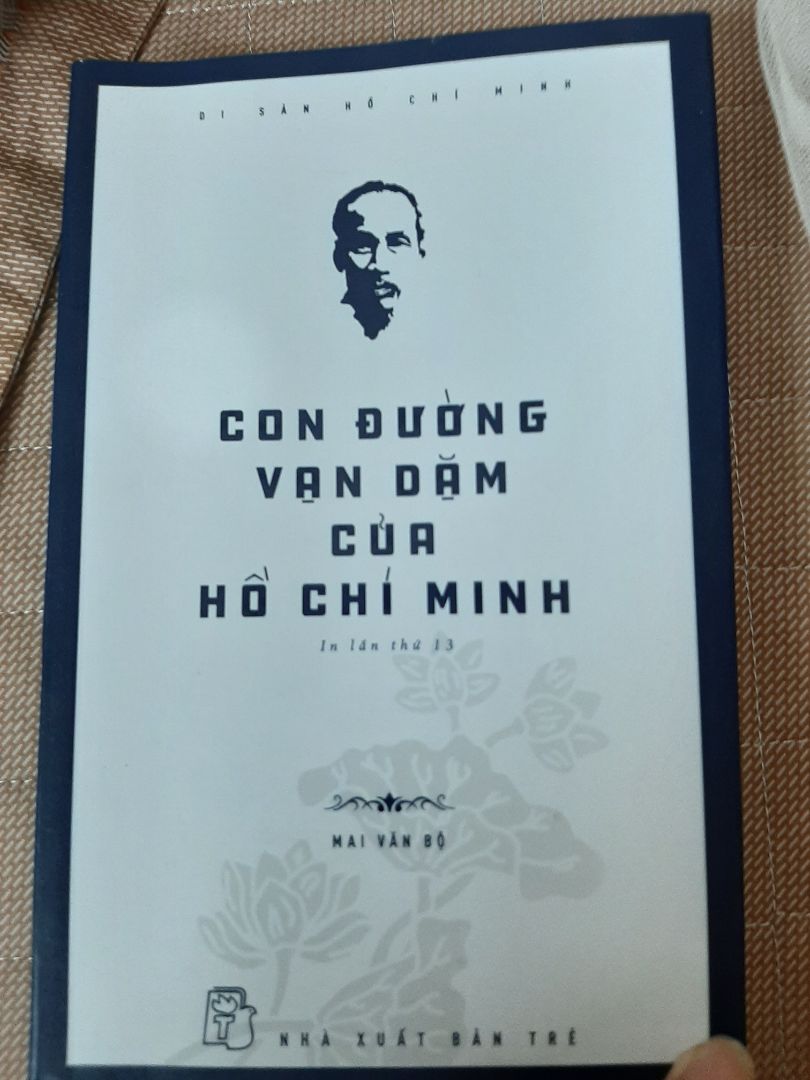 DI SẢN HỒ CHÍ MINH
CON ĐƯỜNG
VẠN DẶM
CỦA
HỒ CHÍ MINH
In lần thứ 13
MAI VĂN BỘ
T
NHÀ XUẤT BẢN TRẺ